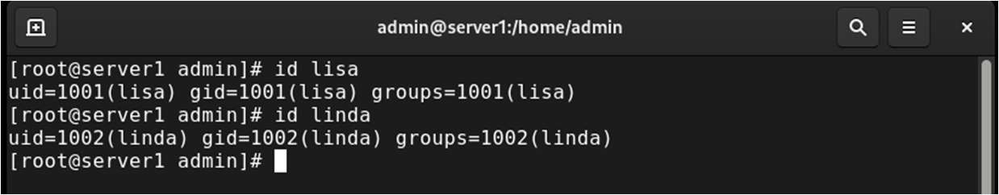 admin@server1:/home/admin
[root@server1 admin]# id lisa
uid=1001(lisa) gid=1001(lisa) groups=1001(lisa)
[root@server1 admin]# id linda
uid=1002(linda) gid=1002(linda) groups=1002(linda)
[root@server1 admin]#